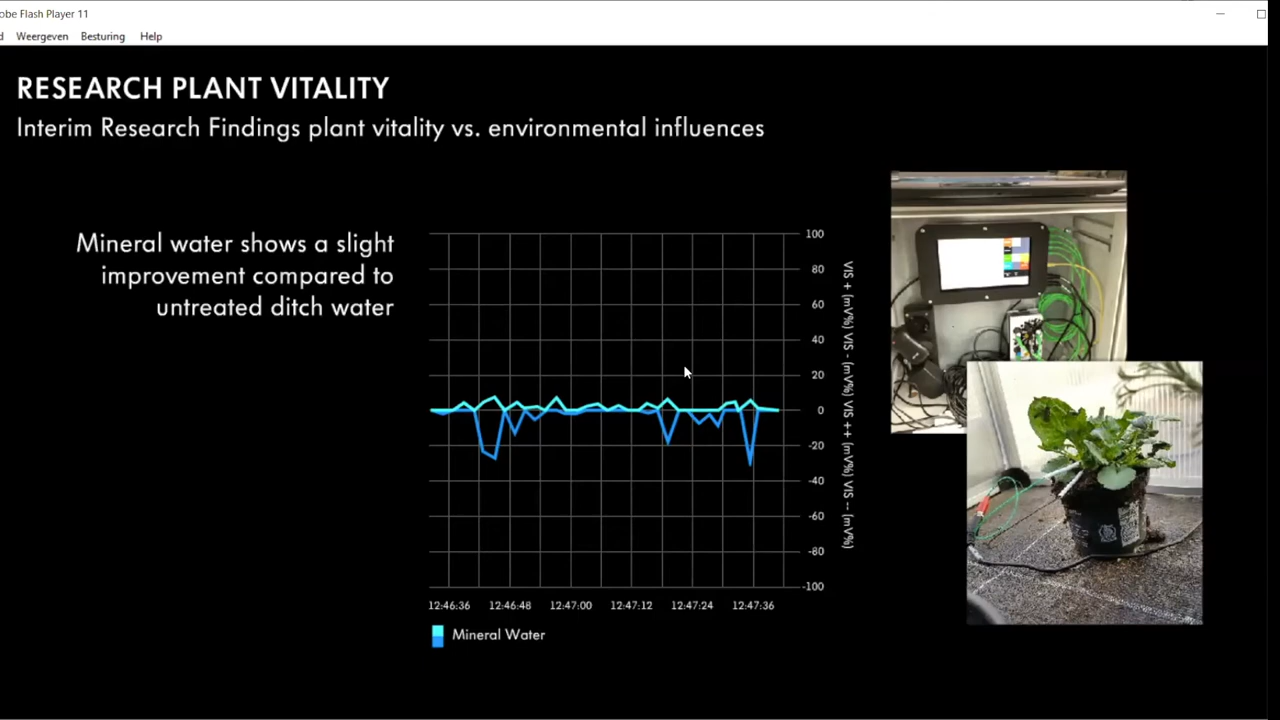 obe Flash Player 11
d Weergeven Besturing Help
RESEARCH PLANT VITALITY
Interim Research Findings plant vitality vs. environmental influences
Mineral water shows a slight
improvement compared to
untreated ditch water
100
80
60
40
20
0
-20
-40
-60
-80
-100
VIS + (mV%) VIS - (mV%) VIS ++ (mV%) VIS -- (mV%)
12:46:36 12:46:48 12:47:00 12:47:12 12:47:24 12:47:36
Mineral Water